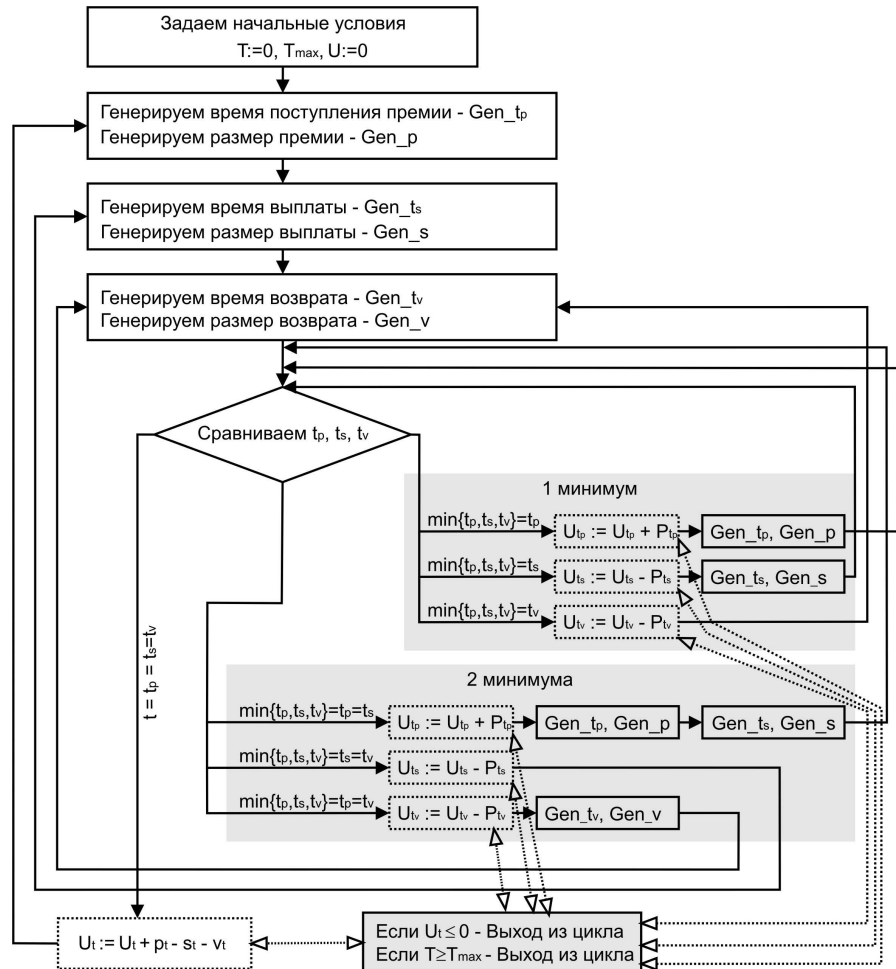 Задаем начальные условия
T:=0, Tmax, U:=0
Генерируем время поступления премии - Gen_tp
Генерируем размер премии - Gen_p
Генерируем время выплаты - Gen_ts
Генерируем размер выплаты - Gen_s
Генерируем время возврата - Gen_tv
Генерируем размер возврата - Gen_v
Сравниваем tp, ts, tv
1 минимум
min{tp,ts,tv}=tp
Utp := Utp + Ptp
Gen_tp, Gen_p
min{tp,ts,tv}=ts
Uts := Uts - Pts
Gen_ts, Gen_s
min{tp,ts,tv}=tv
Utv := Utv - Ptv
t = tp = ts=tv
2 минимума
min{tp,ts,tv}=tp=ts
Utp := Utp + Ptp
Gen_tp, Gen_p
Gen_ts, Gen_s
min{tp,ts,tv}=ts=tv
Uts := Uts - Pts
min{tp,ts,tv}=tp=tv
Utv := Utv - Ptv
Gen_tv, Gen_v
Ut := Ut + pt - st - vt
Если Ut ≤ 0 - Выход из цикла
Если T≥Tmax - Выход из цикла